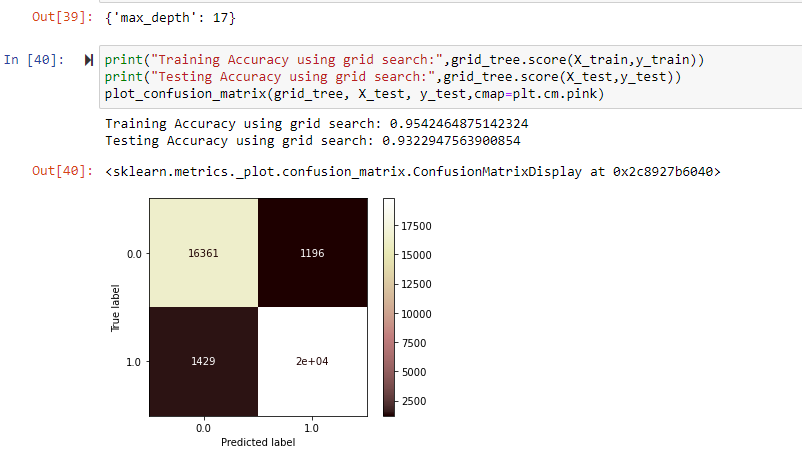 Out[39]: {'max_depth': 17}
In [40]: print("Training Accuracy using grid search:",grid_tree.score(X_train,y_train))
print("Testing Accuracy using grid search:",grid_tree.score(X_test,y_test))
plot_confusion_matrix(grid_tree, X_test, y_test,cmap=plt.cm.pink)
Training Accuracy using grid search: 0.9542464875142324
Testing Accuracy using grid search: 0.9322947563900854
Out[40]: <sklearn.metrics._plot.confusion_matrix.ConfusionMatrixDisplay at 0x2c8927b6040>
True label
0.0
1.0
16361
1196
1429
2e+04
0.0
1.0
Predicted label
17500
15000
12500
10000
7500
5000
2500